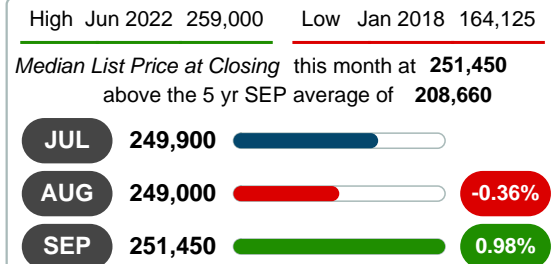 High Jun 2022 259,000 Low Jan 2018 164,125
Median List Price at Closing this month at 251,450
above the 5 yr SEP average of 208,660
JUL 249,900
AUG 249,000 -0.36%
SEP 251,450 0.98%